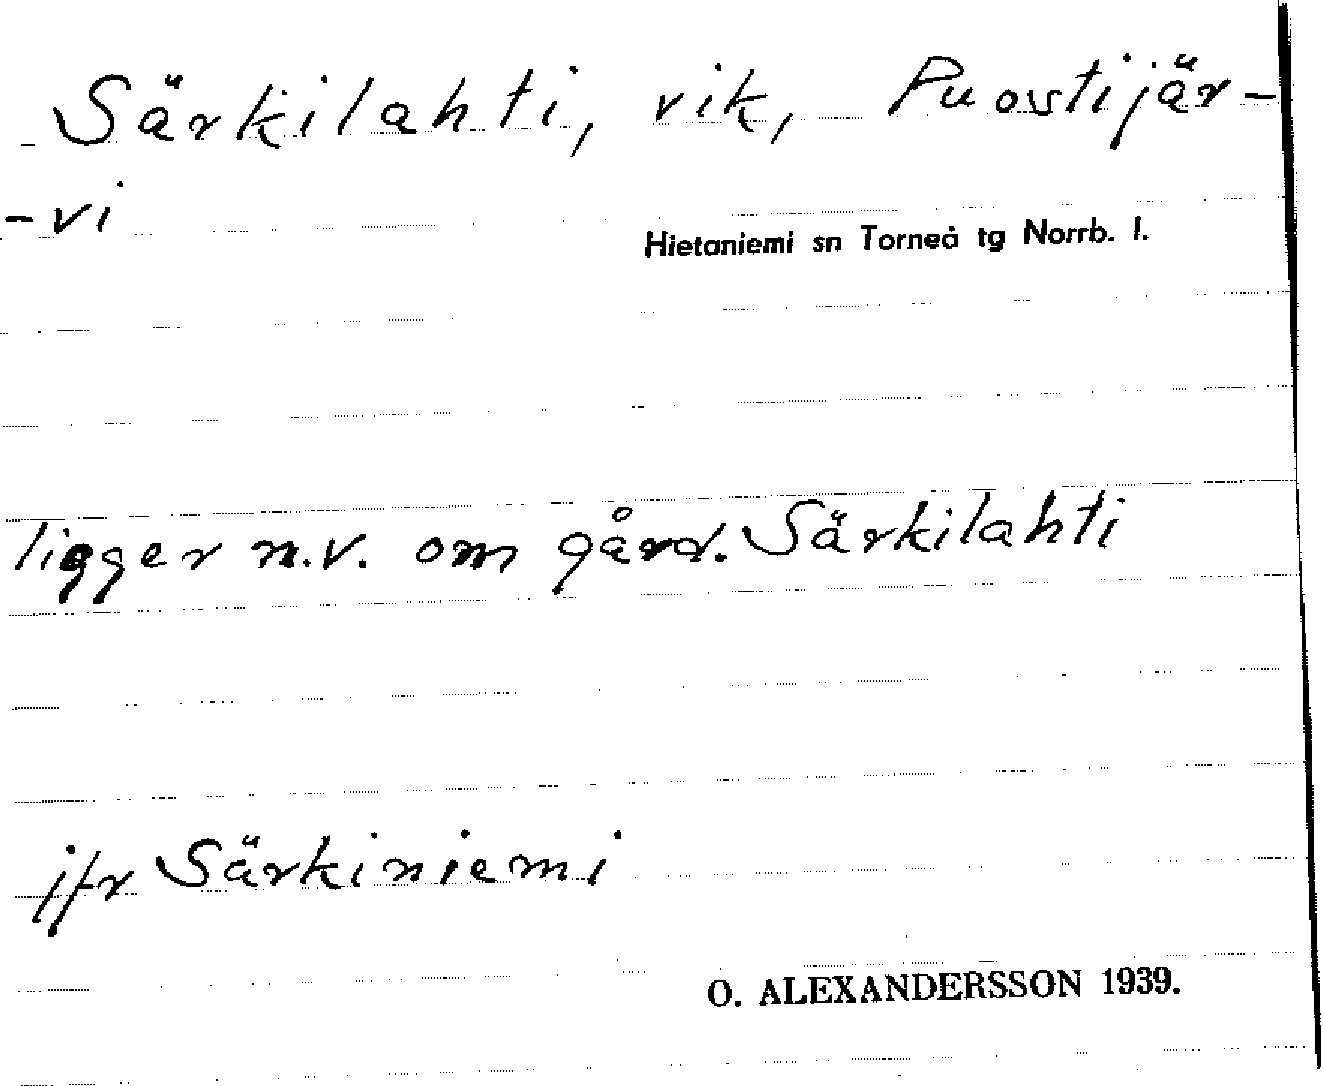 Särkilahti, vik, Puostijär-
-vi
Hietaniemi sn Torneå tg Norrb. l.
ligger n.v. om gård. Särkilahti
jfr Särkiniemi
O. ALEXANDERSSON 1939.